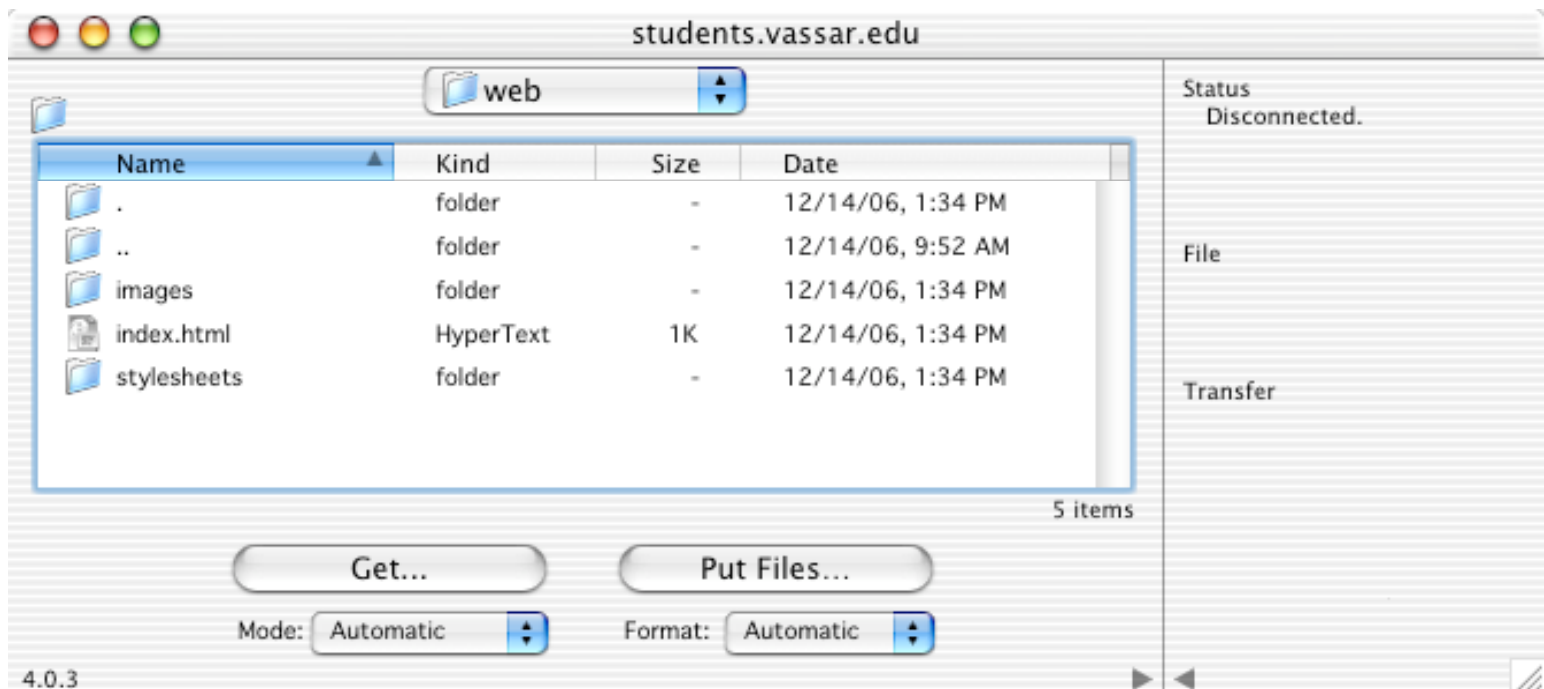 students.vassar.edu
web
Name Kind Size Date
. folder - 12/14/06, 1:34 PM
.. folder - 12/14/06, 9:52 AM
images folder - 12/14/06, 1:34 PM
index.html HyperText 1K 12/14/06, 1:34 PM
stylesheets folder - 12/14/06, 1:34 PM
5 items
Get... Put Files...
Mode: Automatic Format: Automatic
4.0.3
Status
Disconnected.
File
Transfer